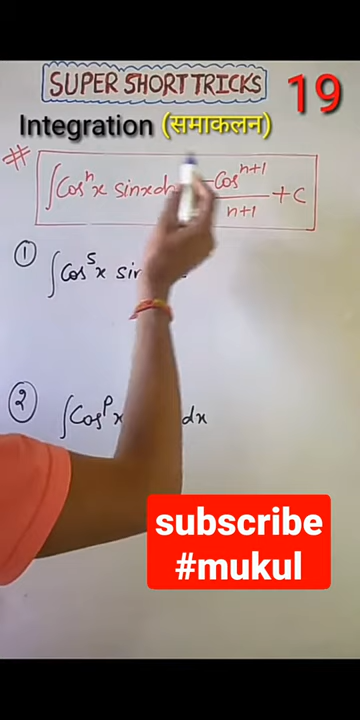 SUPER SHORT TRICKS 19
Integration (समाकलन)
# ∫Cosⁿx sinx dx -Cosⁿ⁺¹/n+1 + C
① ∫Cos⁵x sin
② ∫Cosᵖx dx
subscribe
#mukul